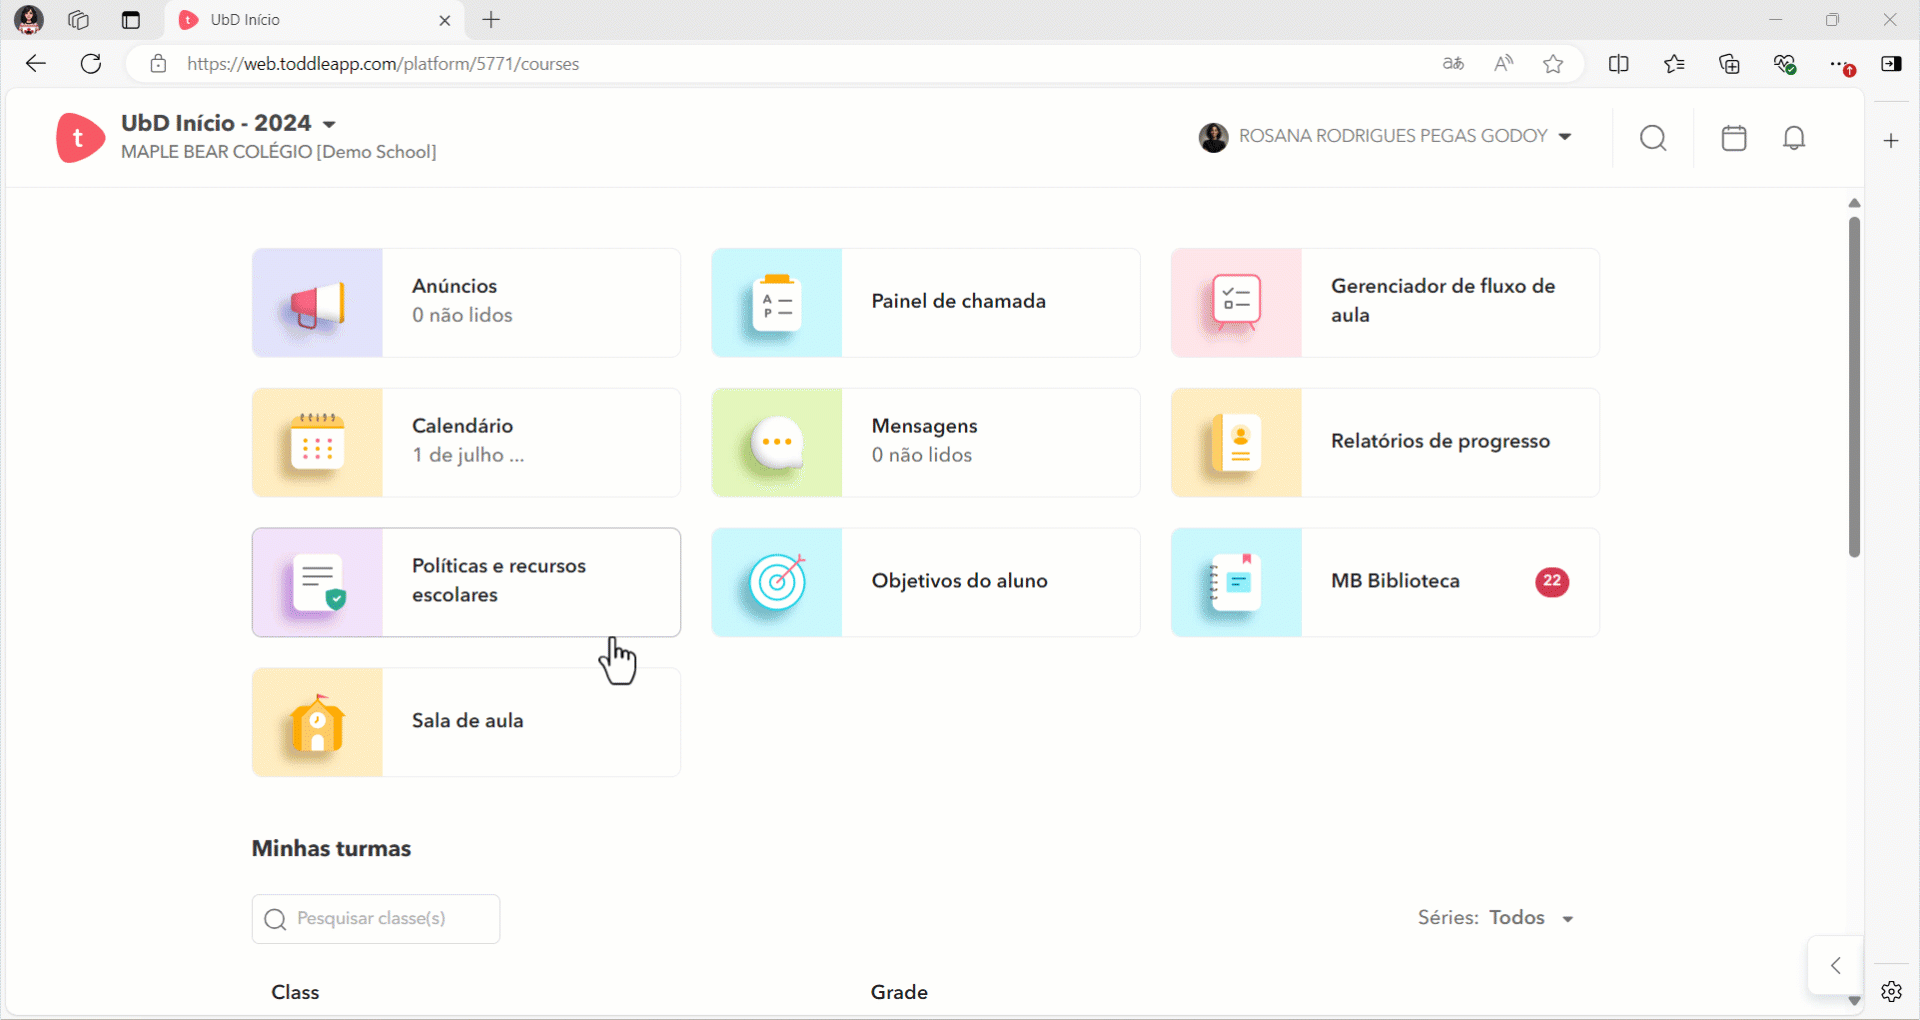 UbD Início
https://web.toddleapp.com/platform/5771/courses
aあ
A
t
UbD Início - 2024
MAPLE BEAR COLÉGIO [Demo School]
ROSANA RODRIGUES PEGAS GODOY
Anúncios
0 não lidos
A
P
Painel de chamada
Gerenciador de fluxo de
aula
Calendário
1 de julho ...
Mensagens
0 não lidos
Relatórios de progresso
Políticas e recursos
escolares
Objetivos do aluno
MB Biblioteca
22
Sala de aula
Minhas turmas
Pesquisar classe(s)
Séries: Todos
Class
Grade